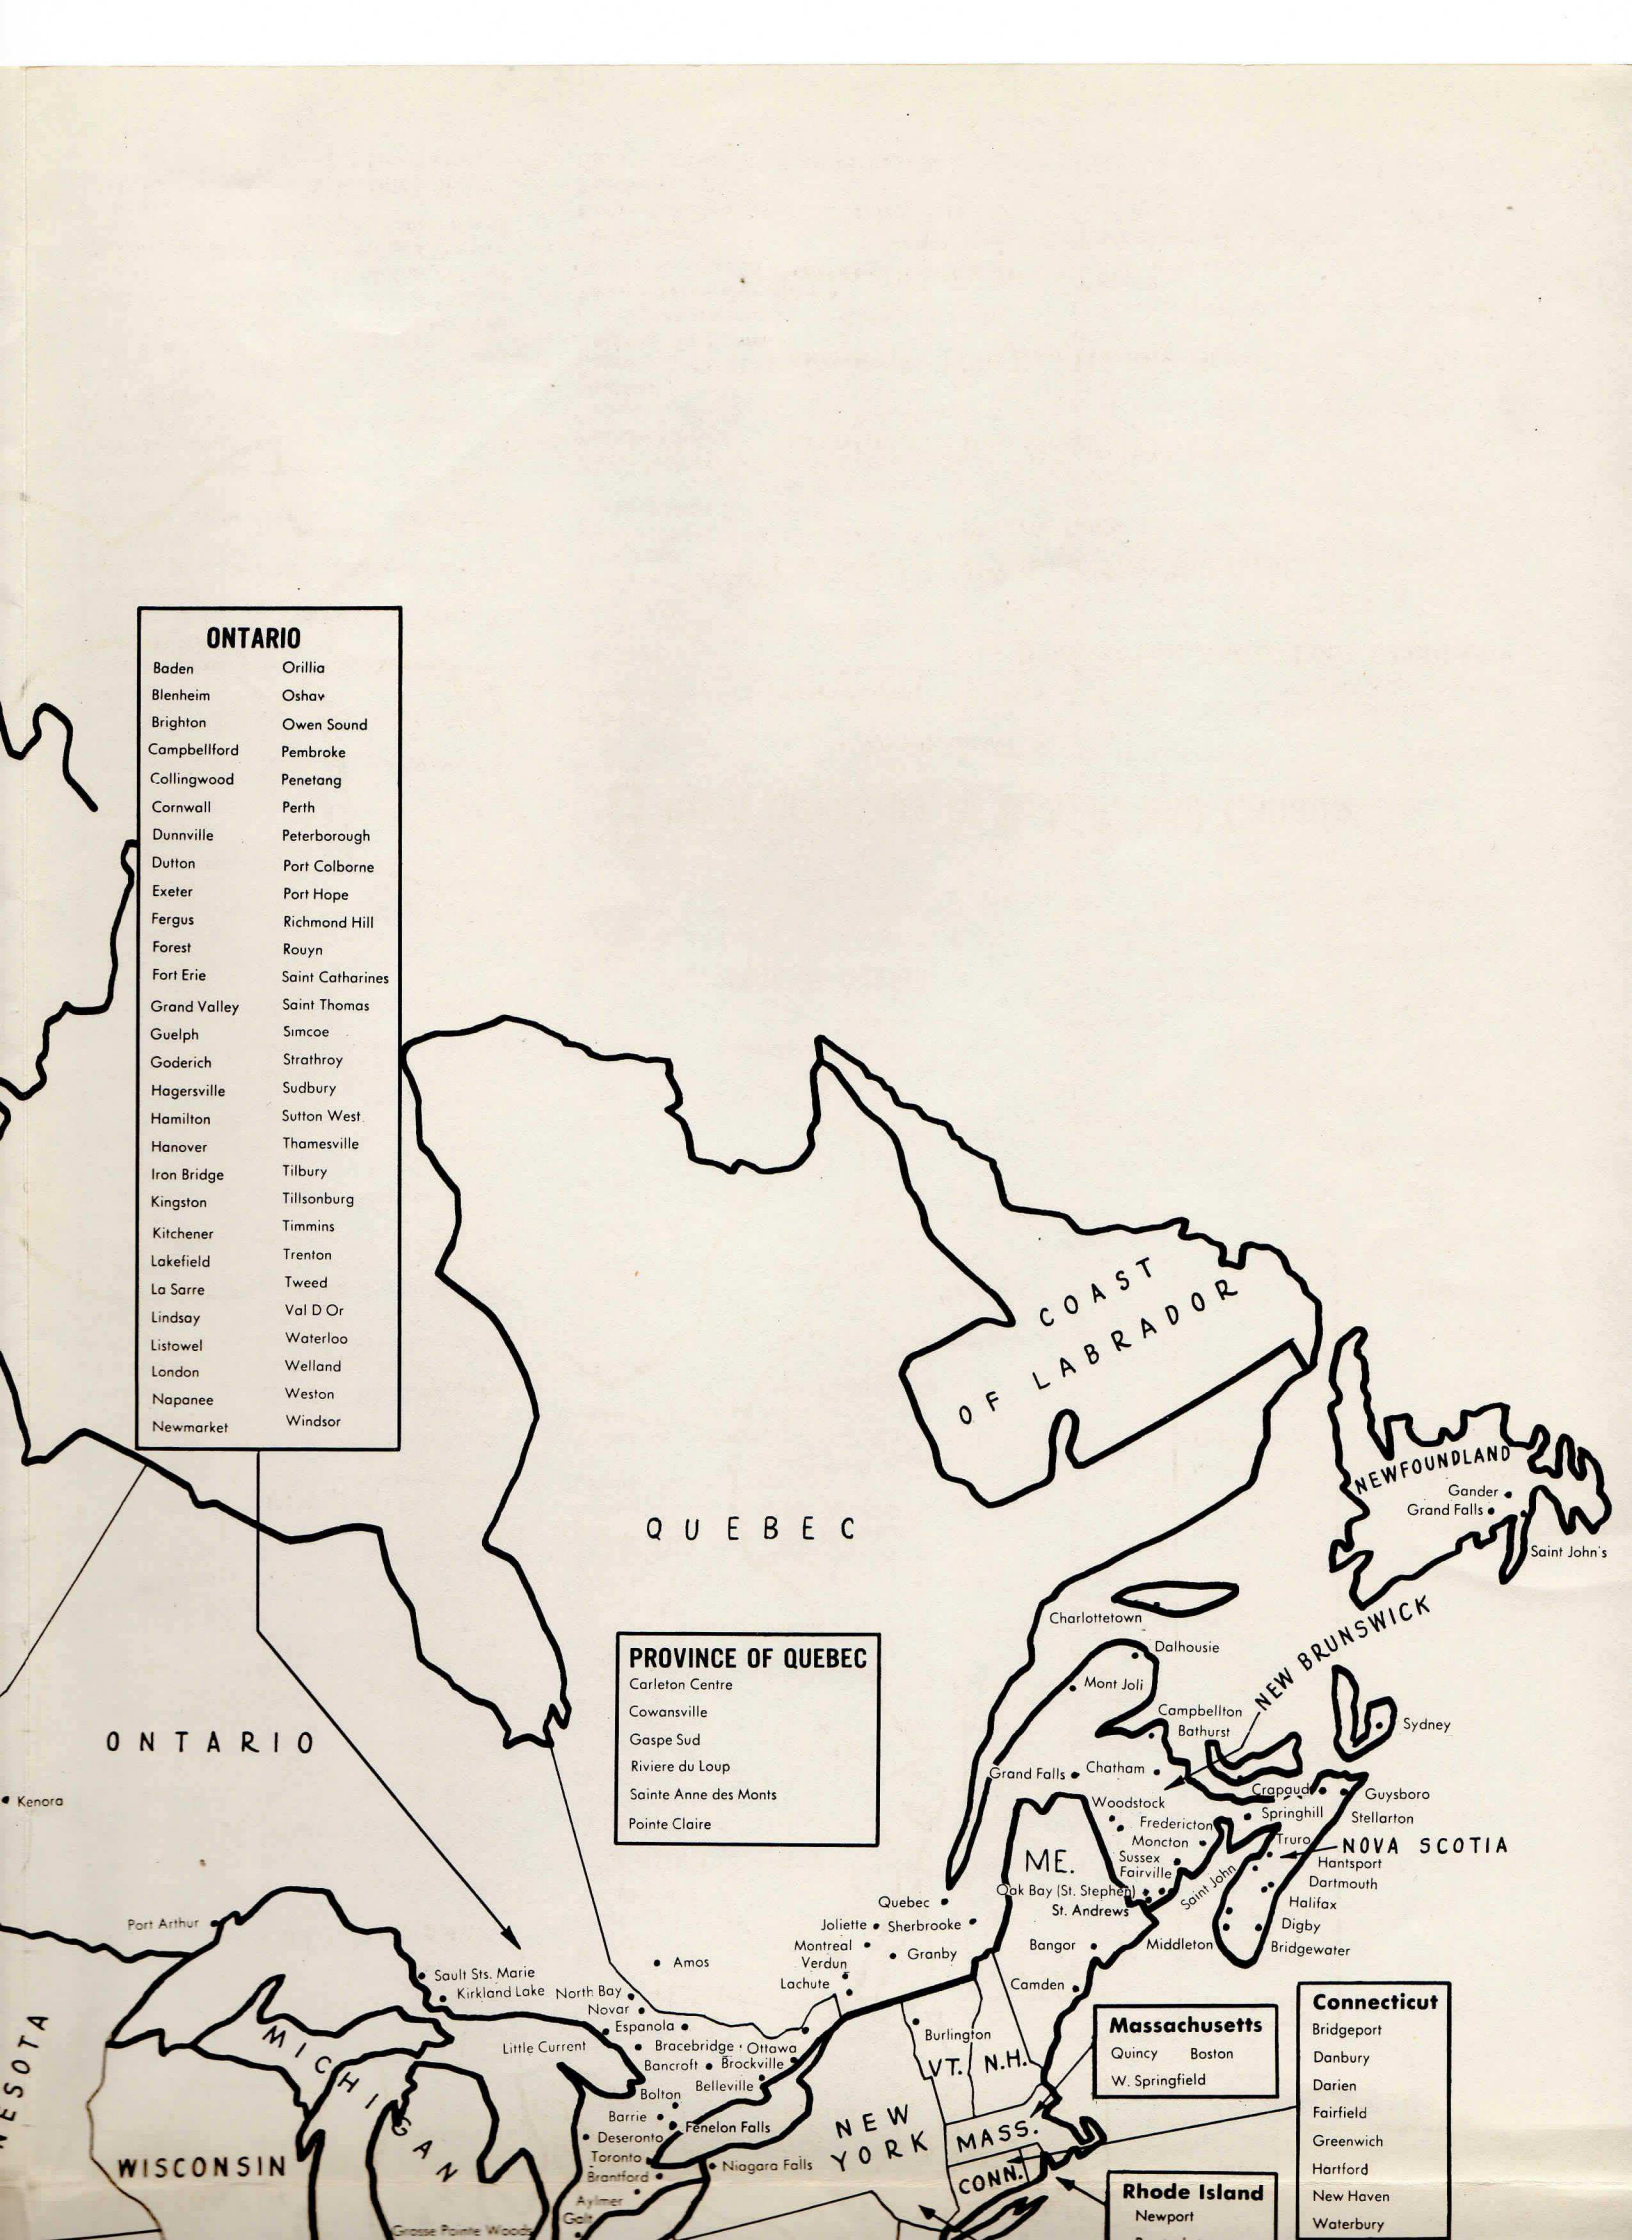 ONTARIO
Baden
Blenheim
Brighton
Campbellford
Collingwood
Cornwall
Dunnville
Dutton
Exeter
Fergus
Forest
Fort Erie
Grand Valley
Guelph
Goderich
Hagersville
Hamilton
Hanover
Iron Bridge
Kingston
Kitchener
Lakefield
La Sarre
Lindsay
Listowel
London
Napanee
Newmarket
Orillia
Oshav
Owen Sound
Pembroke
Penetang
Perth
Peterborough
Port Colborne
Port Hope
Richmond Hill
Rouyn
Saint Catharines
Saint Thomas
Simcoe
Strathroy
Sudbury
Sutton West
Thamesville
Tilbury
Tillsonburg
Timmins
Trenton
Tweed
Val D Or
Waterloo
Welland
Weston
Windsor
COAST
OF LABRADOR
NEWFOUNDLAND
Gander
Grand Falls
Saint John's
QUEBEC
PROVINCE OF QUEBEC
Carleton Centre
Cowansville
Gaspe Sud
Riviere du Loup
Sainte Anne des Monts
Pointe Claire
Charlottetown
Dalhousie
NEW BRUNSWICK
Mont Joli
Campbellton
Bathurst
Sydney
ONTARIO
Kenora
Grand Falls
Chatham
Crapaud
Guysboro
Woodstock
Springhill
Stellarton
Fredericton
Moncton
Truro
NOVA SCOTIA
Sussex
Fairville
Hantsport
ME.
Saint John
Dartmouth
Oak Bay (St. Stephen)
St. Andrews
Halifax
Digby
Quebec
Joliette
Sherbrooke
Montreal
Granby
Bangor
Middleton
Bridgewater
Verdun
Lachute
Camden
Port Arthur
Amos
Sault Sts. Marie
Kirkland Lake
North Bay
Novar
Espanola
Little Current
Bracebridge
Ottawa
Bancroft
Brockville
Belleville
Bolton
Barrie
Fenelon Falls
Deseronto
Toronto
Niagara Falls
Brantford
Aylmer
Galt
Grosse Pointe Woods
MICHIGAN
WISCONSIN
ESOTA
Burlington
VT.
N.H.
NEW
YORK
MASS.
CONN.
Massachusetts
Quincy Boston
W. Springfield
Connecticut
Bridgeport
Danbury
Darien
Fairfield
Greenwich
Hartford
New Haven
Waterbury
Rhode Island
Newport